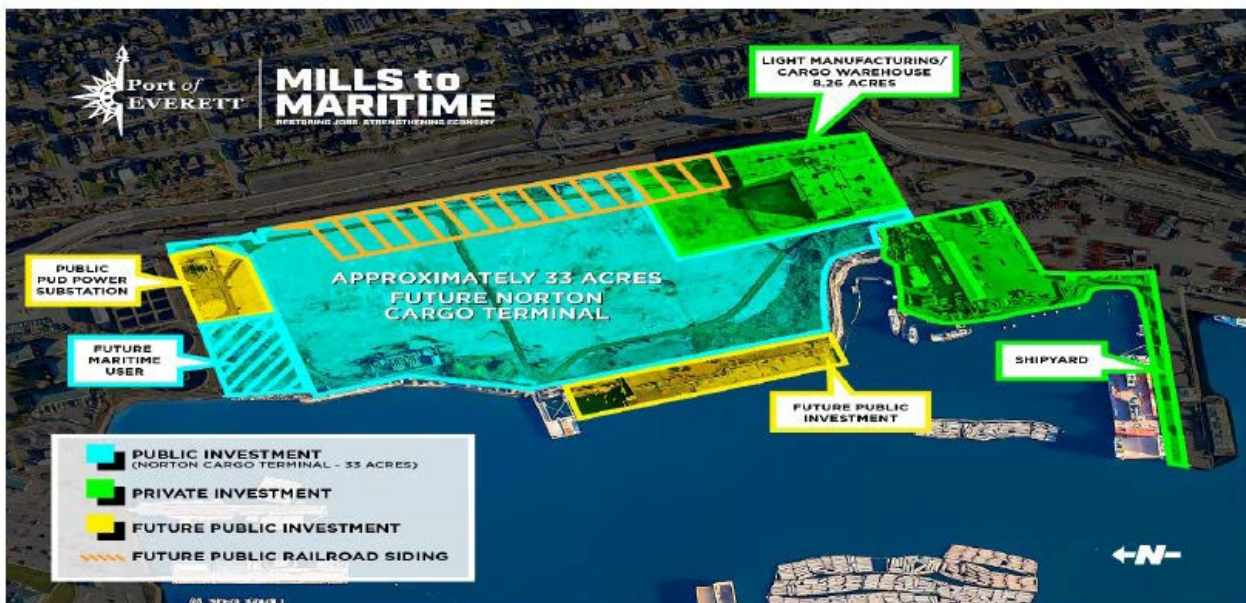 Port of
EVERETT
MILLS to
MARITIME
RESTORING JOBS. STRENGTHENING ECONOMY
LIGHT MANUFACTURING/
CARGO WAREHOUSE
8.26 ACRES
PUBLIC
PUD POWER
SUBSTATION
APPROXIMATELY 33 ACRES
FUTURE NORTON
CARGO TERMINAL
FUTURE
MARITIME
USER
SHIPYARD
FUTURE PUBLIC
INVESTMENT
PUBLIC INVESTMENT
(NORTON CARGO TERMINAL - 33 ACRES)
PRIVATE INVESTMENT
FUTURE PUBLIC INVESTMENT
FUTURE PUBLIC RAILROAD SIDING
N